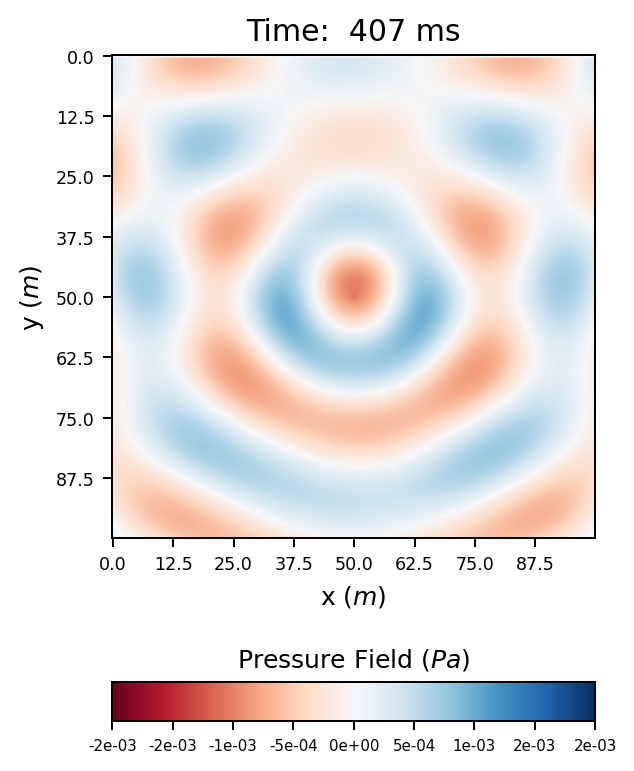 Time:  407 ms
0.0
12.5
25.0
37.5
50.0
62.5
75.0
87.5
y (m)
0.0 12.5 25.0 37.5 50.0 62.5 75.0 87.5
x (m)
Pressure Field (Pa)
-2e-03 -2e-03 -1e-03 -5e-04 0e+00 5e-04 1e-03 2e-03 2e-03